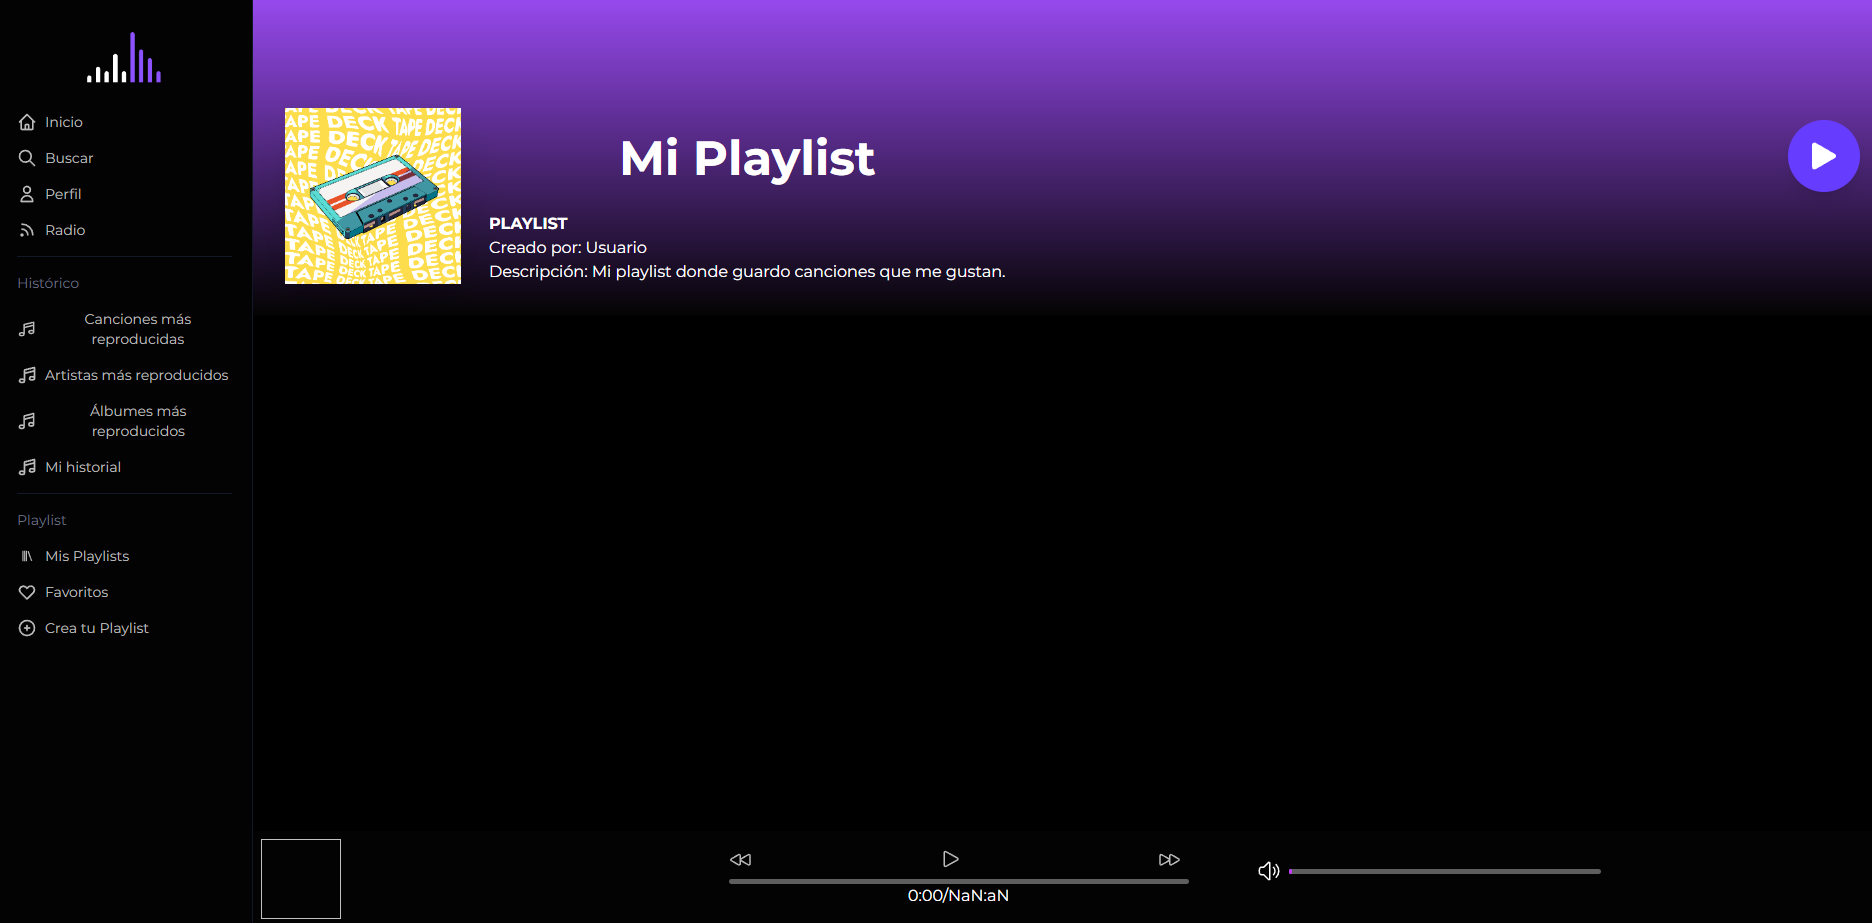 Inicio
Buscar
Perfil
Radio
Histórico
Canciones más
reproducidas
Artistas más reproducidos
Álbumes más
reproducidos
Mi historial
Playlist
Mis Playlists
Favoritos
Crea tu Playlist
TAPE DECK TAPE DECK
Mi Playlist
PLAYLIST
Creado por: Usuario
Descripción: Mi playlist donde guardo canciones que me gustan.
0:00/NaN:aN